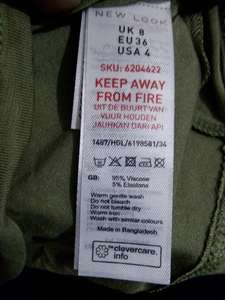 NEW LOOK
UK 8
EU 36
USA 4
SKU: 6204622
KEEP AWAY
FROM FIRE
UIT DE BUURT VAN
VUUR HOUDEN
JAUHKAN DARI API
1487/HGL/6198581/34
GB: 95% Viscose
5% Elastane
Warm gentle wash
Do not bleach
Do not tumble dry
Warm iron
Wash with similar colours
Made in Bangladesh
clevercare.
info